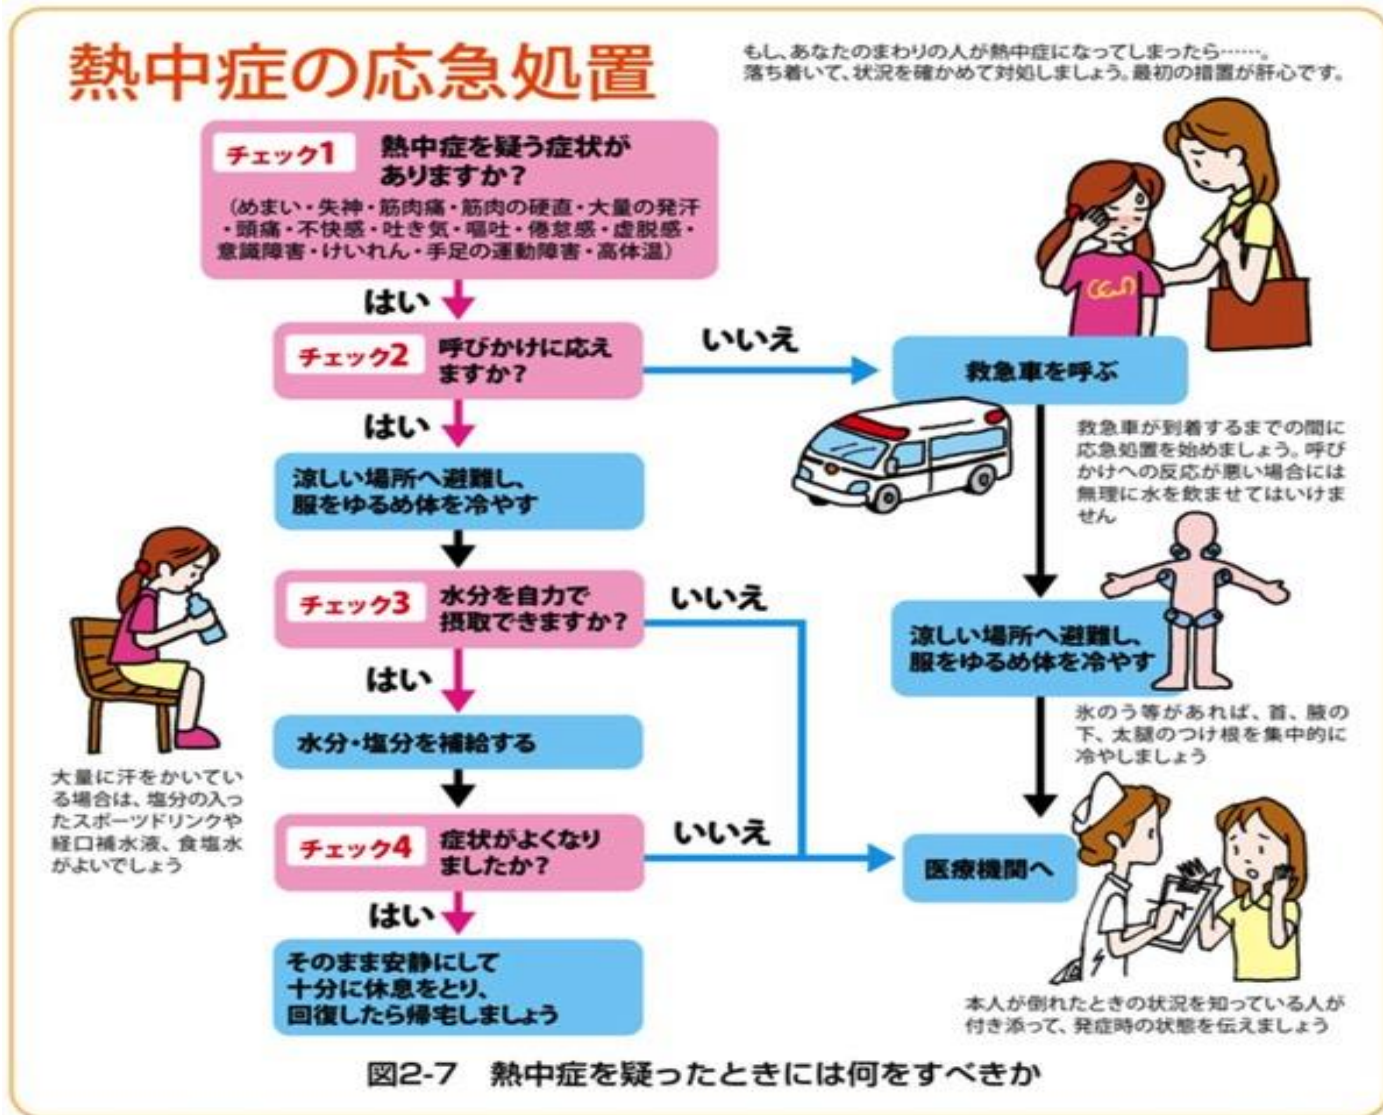 熱中症の応急処置
もし、あなたのまわりの人が熱中症になってしまったら……。
落ち着いて、状況を確かめて対処しましょう。最初の措置が肝心です。
チェック1
熱中症を疑う症状が
ありますか?
(めまい・失神・筋肉痛・筋肉の硬直・大量の発汗
・頭痛・不快感・吐き気・嘔吐・倦怠感・虚脱感・
意識障害・けいれん・手足の運動障害・高体温)
はい
チェック2
呼びかけに応え
ますか?
いいえ
救急車を呼ぶ
はい
救急車が到着するまでの間に
応急処置を始めましょう。呼び
かけへの反応が悪い場合には
無理に水を飲ませてはいけま
せん
涼しい場所へ避難し、
服をゆるめ体を冷やす
チェック3
水分を自力で
摂取できますか?
いいえ
涼しい場所へ避難し、
服をゆるめ体を冷やす
はい
氷のう等があれば、首、腋の
下、太腿のつけ根を集中的に
冷やしましょう
水分・塩分を補給する
大量に汗をかいてい
る場合は、塩分の入っ
たスポーツドリンクや
経口補水液、食塩水
がよいでしょう
チェック4
症状がよくなり
ましたか?
いいえ
医療機関へ
はい
そのまま安静にして
十分に休息をとり、
回復したら帰宅しましょう
本人が倒れたときの状況を知っている人が
付き添って、発症時の状態を伝えましょう
図2-7 熱中症を疑ったときには何をすべきか